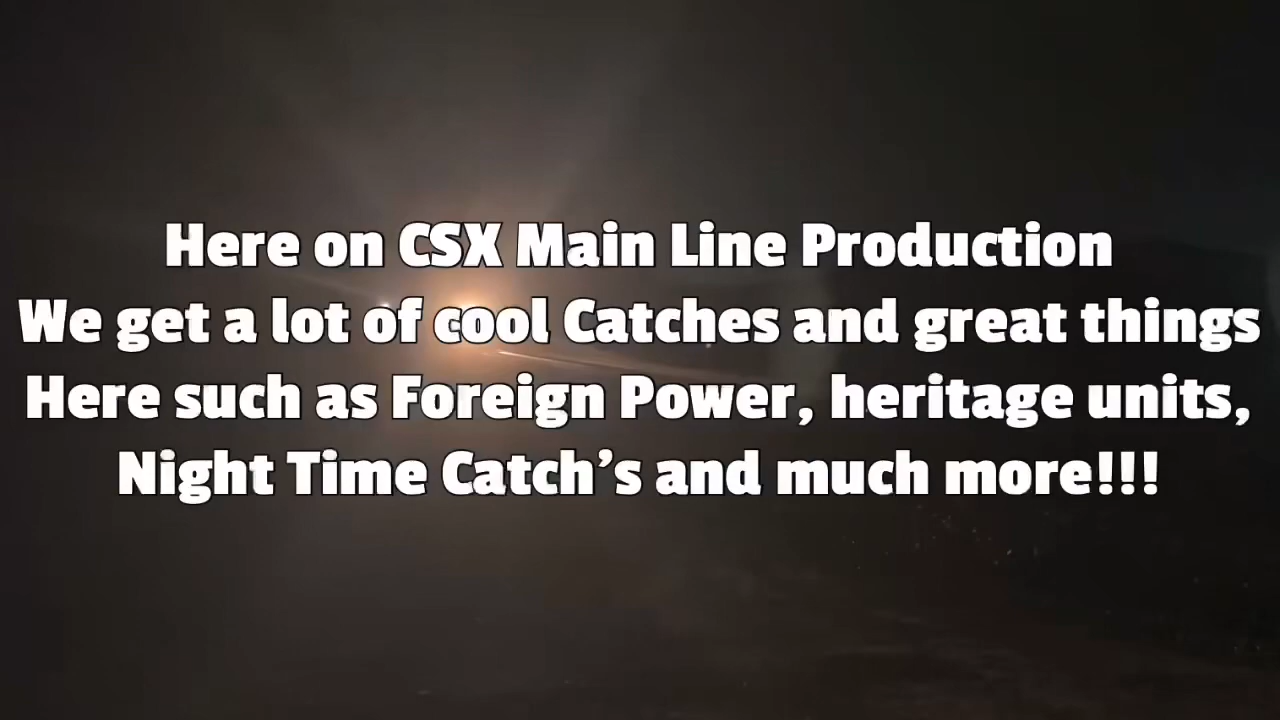 Here on CSX Main Line Production
We get a lot of cool Catches and great things
Here such as Foreign Power, heritage units,
Night Time Catch’s and much more!!!